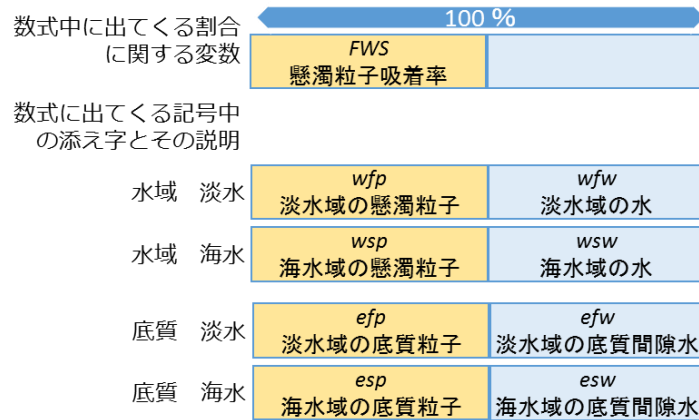 100 %
数式中に出てくる割合
に関する変数
FWS
懸濁粒子吸着率
数式に出てくる記号中
の添え字とその説明
水域 淡水
wfp
淡水域の懸濁粒子
wfw
淡水域の水
水域 海水
wsp
海水域の懸濁粒子
wsw
海水域の水
底質 淡水
efp
淡水域の底質粒子
efw
淡水域の底質間隙水
底質 海水
esp
海水域の底質粒子
esw
海水域の底質間隙水